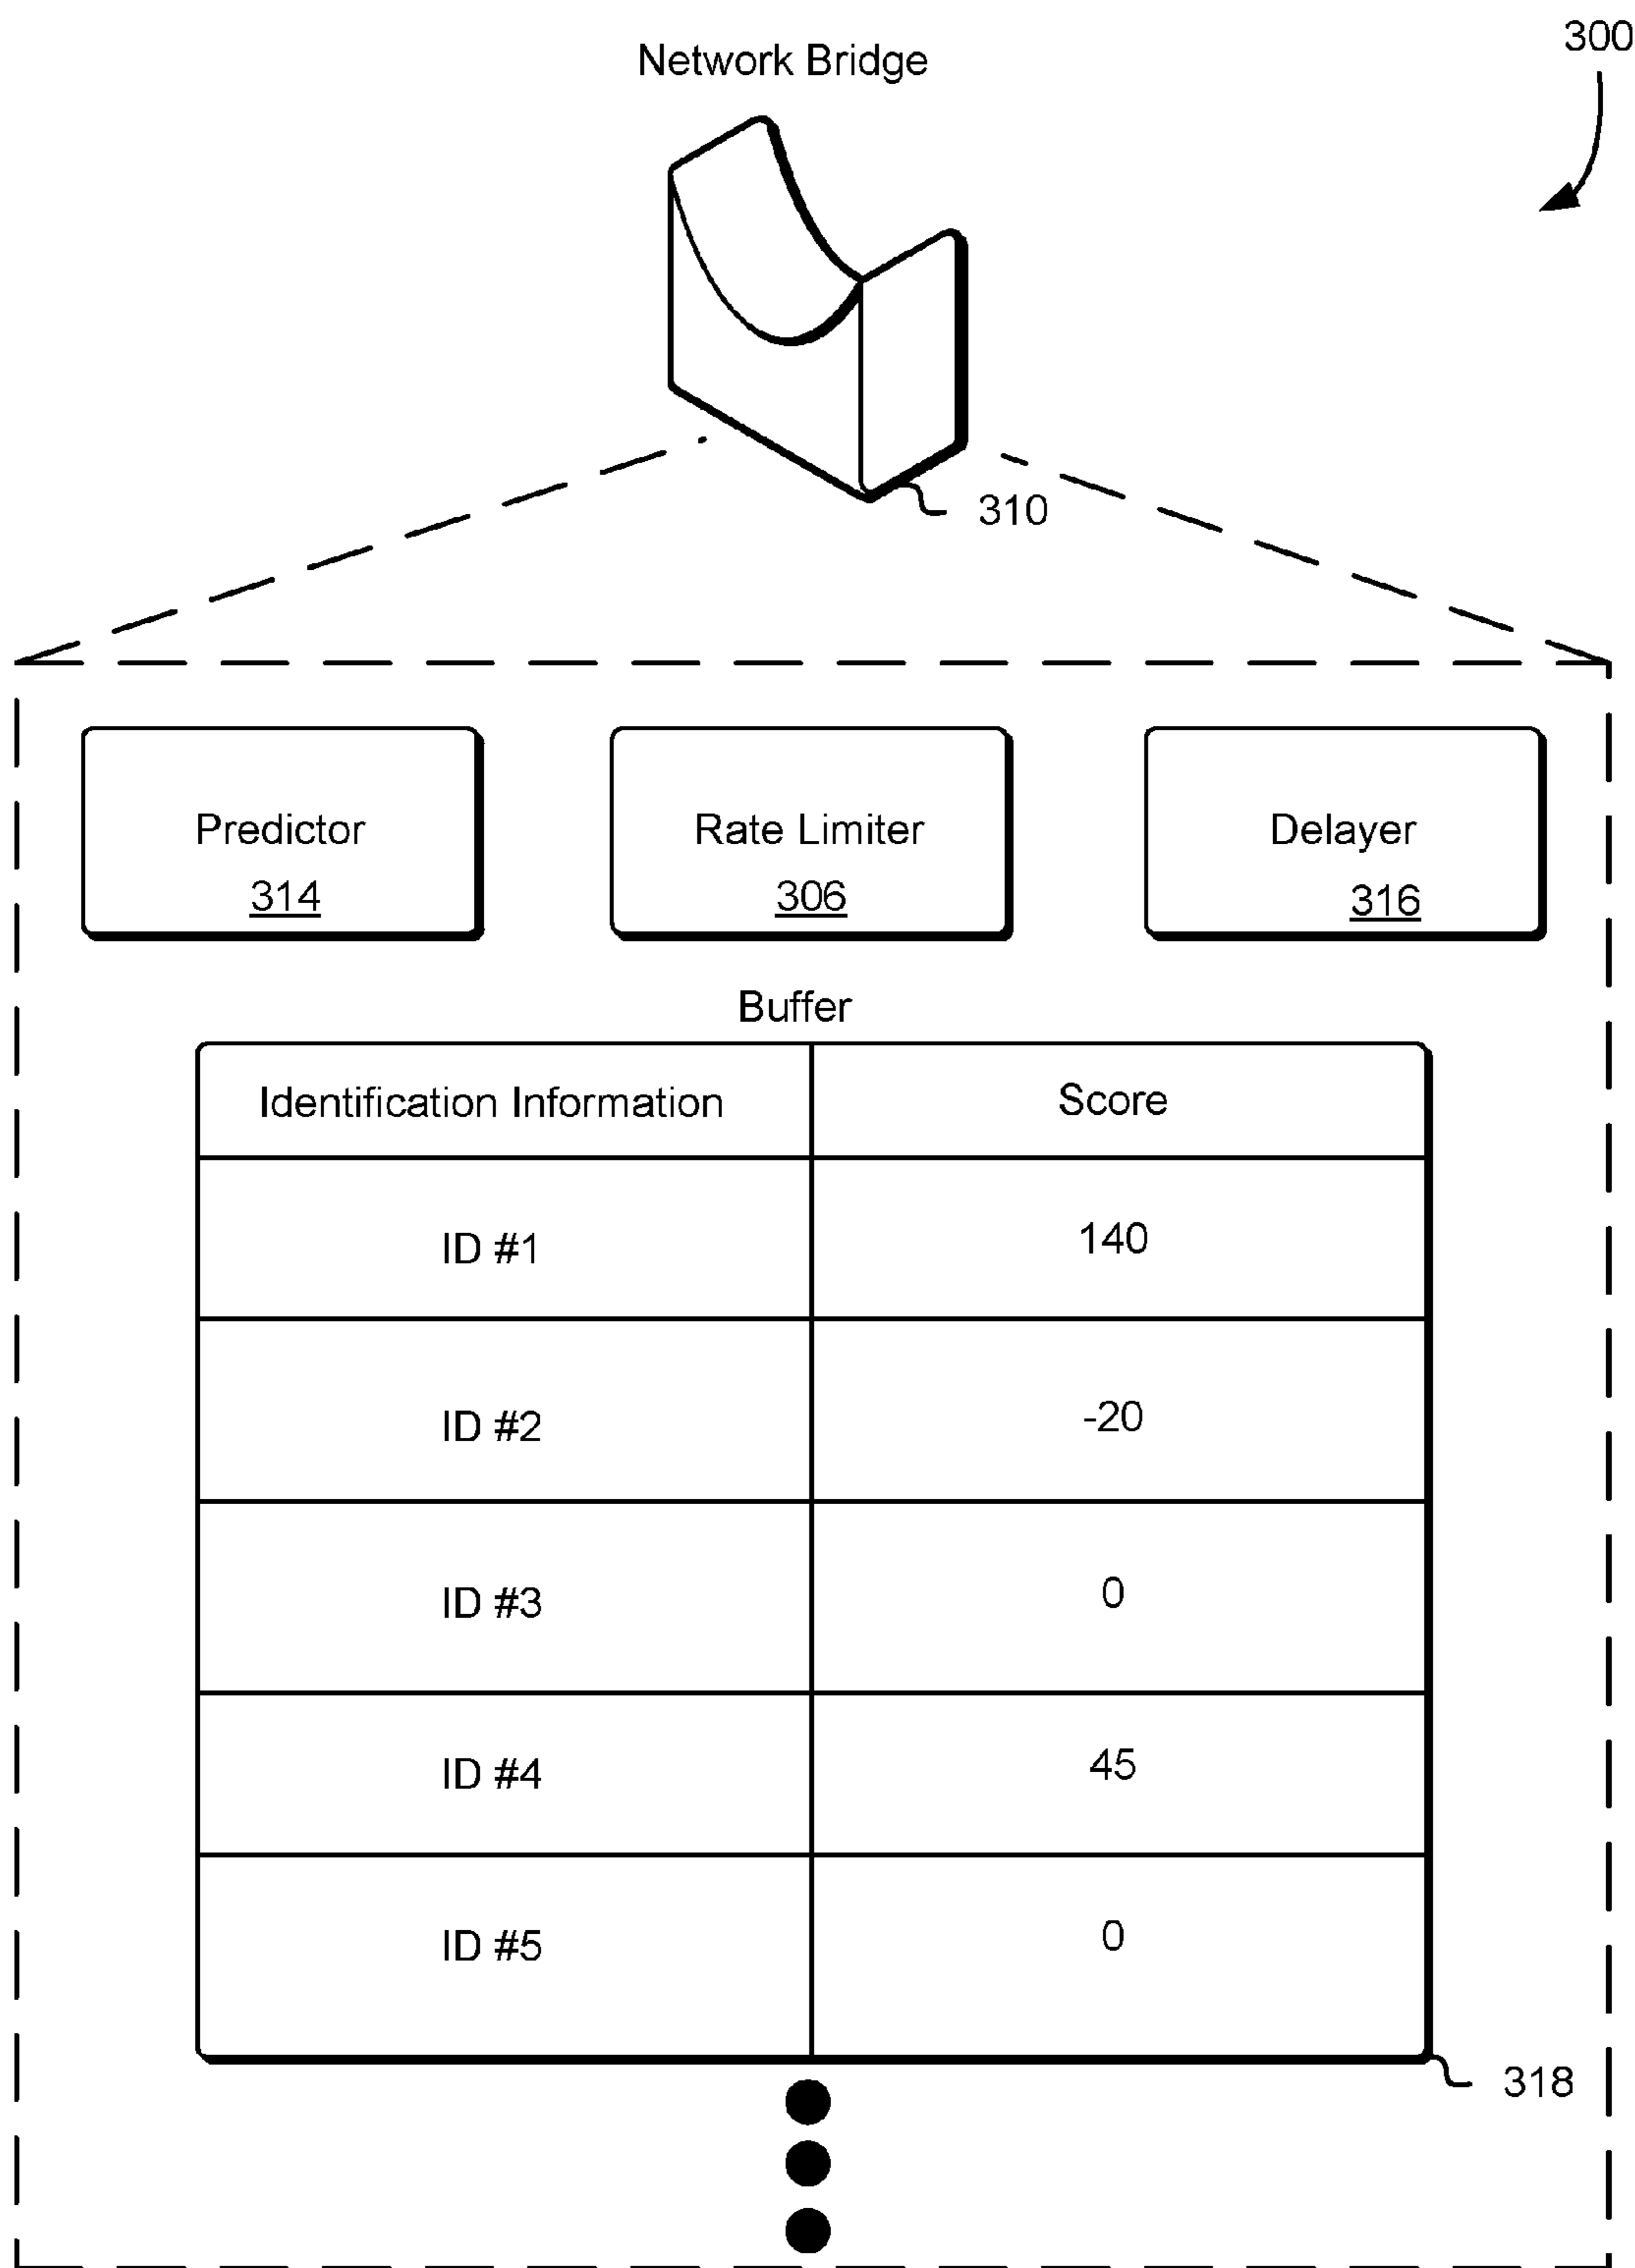 300
Network Bridge
310
Predictor Rate Limiter Delayer
314 306 316
Buffer
Identification Information Score
ID #1 140
ID #2 -20
ID #3 0
ID #4 45
ID #5 0
318